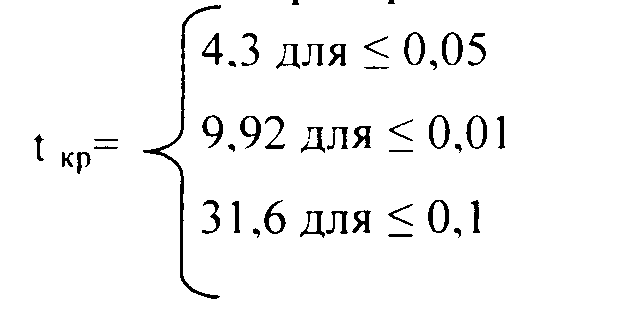 4,3 для ≤ 0,05
t кр= 9,92 для ≤ 0,01
31,6 для ≤ 0,1